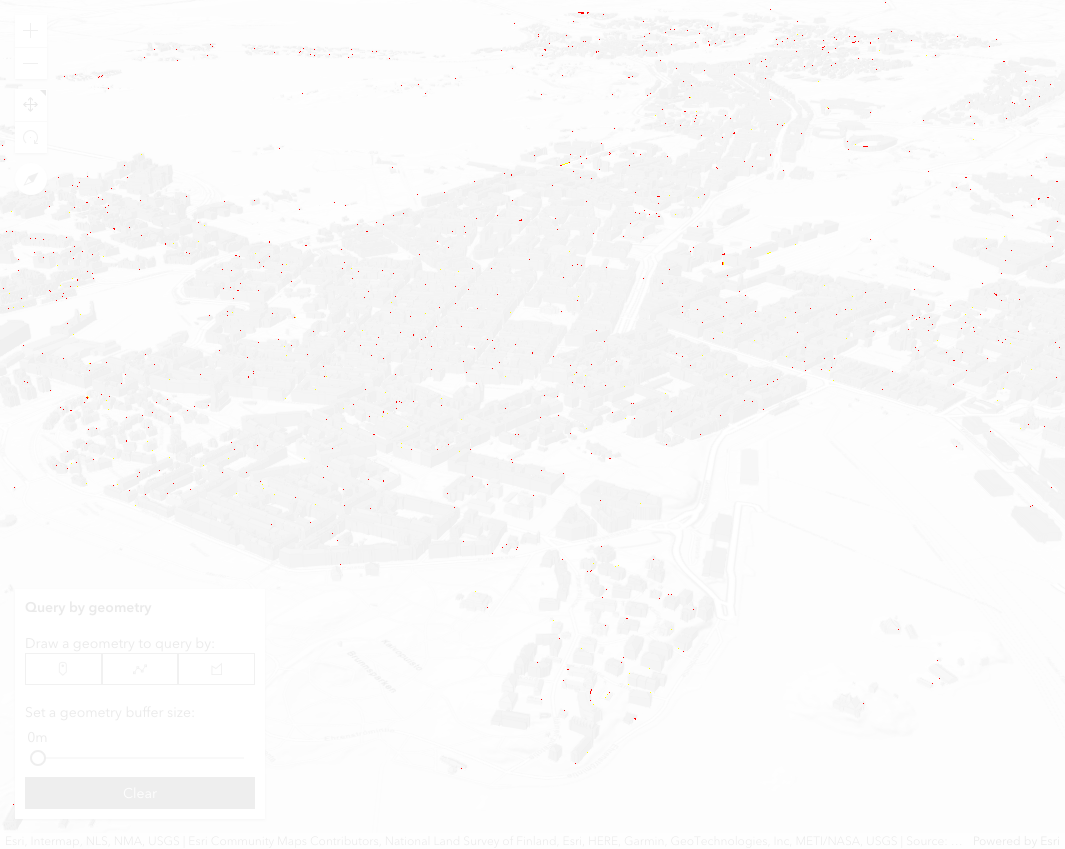 Query by geometry
Draw a geometry to query by:
Set a geometry buffer size:
0m
Clear
Esri, Intermap, NLS, NMA, USGS | Esri Community Maps Contributors, National Land Survey of Finland, Esri, HERE, Garmin, GeoTechnologies, Inc, METI/NASA, USGS | Source
Powered by Esri